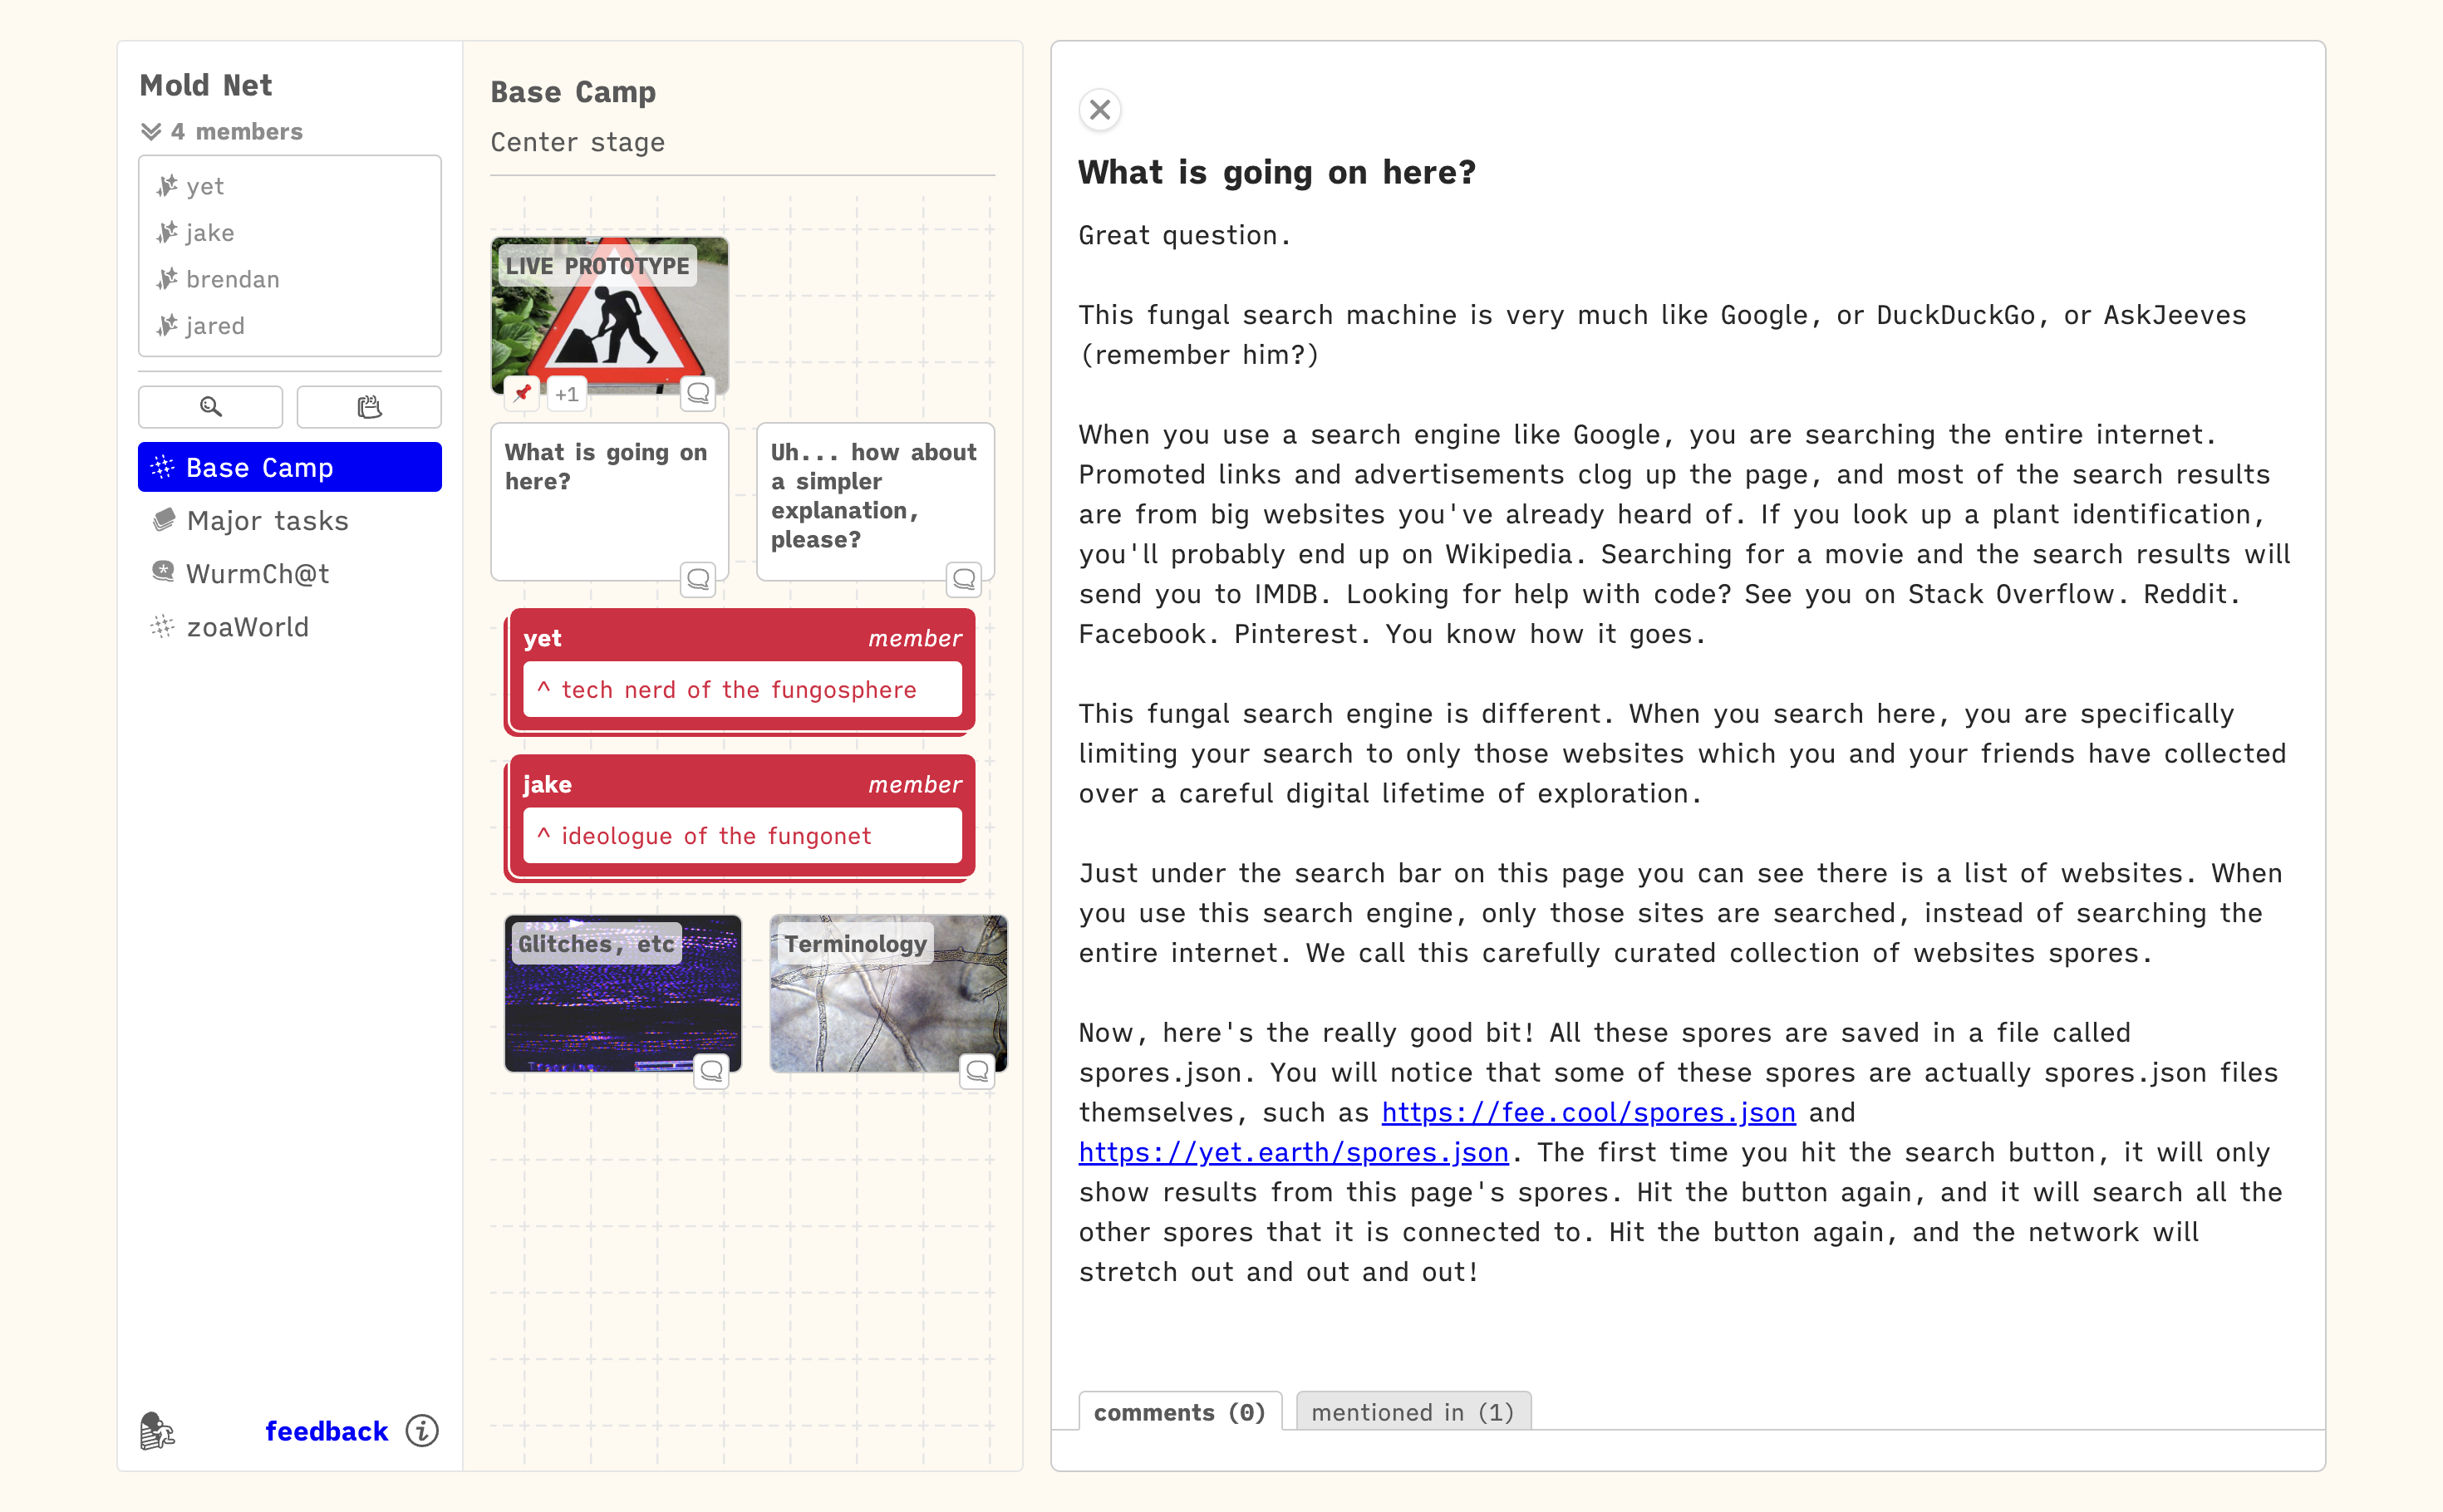 Mold Net
4 members
yet
jake
brendan
jared
Base Camp
Major tasks
WurmCh@t
zoaWorld
feedback
Base Camp
Center stage
LIVE PROTOTYPE
+1
What is going on
here?
Uh... how about
a simpler
explanation,
please?
yet member
^ tech nerd of the fungosphere
jake member
^ ideologue of the fungonet
Glitches, etc
Terminology
What is going on here?
Great question.
This fungal search machine is very much like Google, or DuckDuckGo, or AskJeeves
(remember him?)
When you use a search engine like Google, you are searching the entire internet.
Promoted links and advertisements clog up the page, and most of the search results
are from big websites you've already heard of. If you look up a plant identification,
you'll probably end up on Wikipedia. Searching for a movie and the search results will
send you to IMDB. Looking for help with code? See you on Stack Overflow. Reddit.
Facebook. Pinterest. You know how it goes.
This fungal search engine is different. When you search here, you are specifically
limiting your search to only those websites which you and your friends have collected
over a careful digital lifetime of exploration.
Just under the search bar on this page you can see there is a list of websites. When
you use this search engine, only those sites are searched, instead of searching the
entire internet. We call this carefully curated collection of websites spores.
Now, here's the really good bit! All these spores are saved in a file called
spores.json. You will notice that some of these spores are actually spores.json files
themselves, such as https://fee.cool/spores.json and
https://yet.earth/spores.json. The first time you hit the search button, it will only
show results from this page's spores. Hit the button again, and it will search all the
other spores that it is connected to. Hit the button again, and the network will
stretch out and out and out!
comments (0)
mentioned in (1)